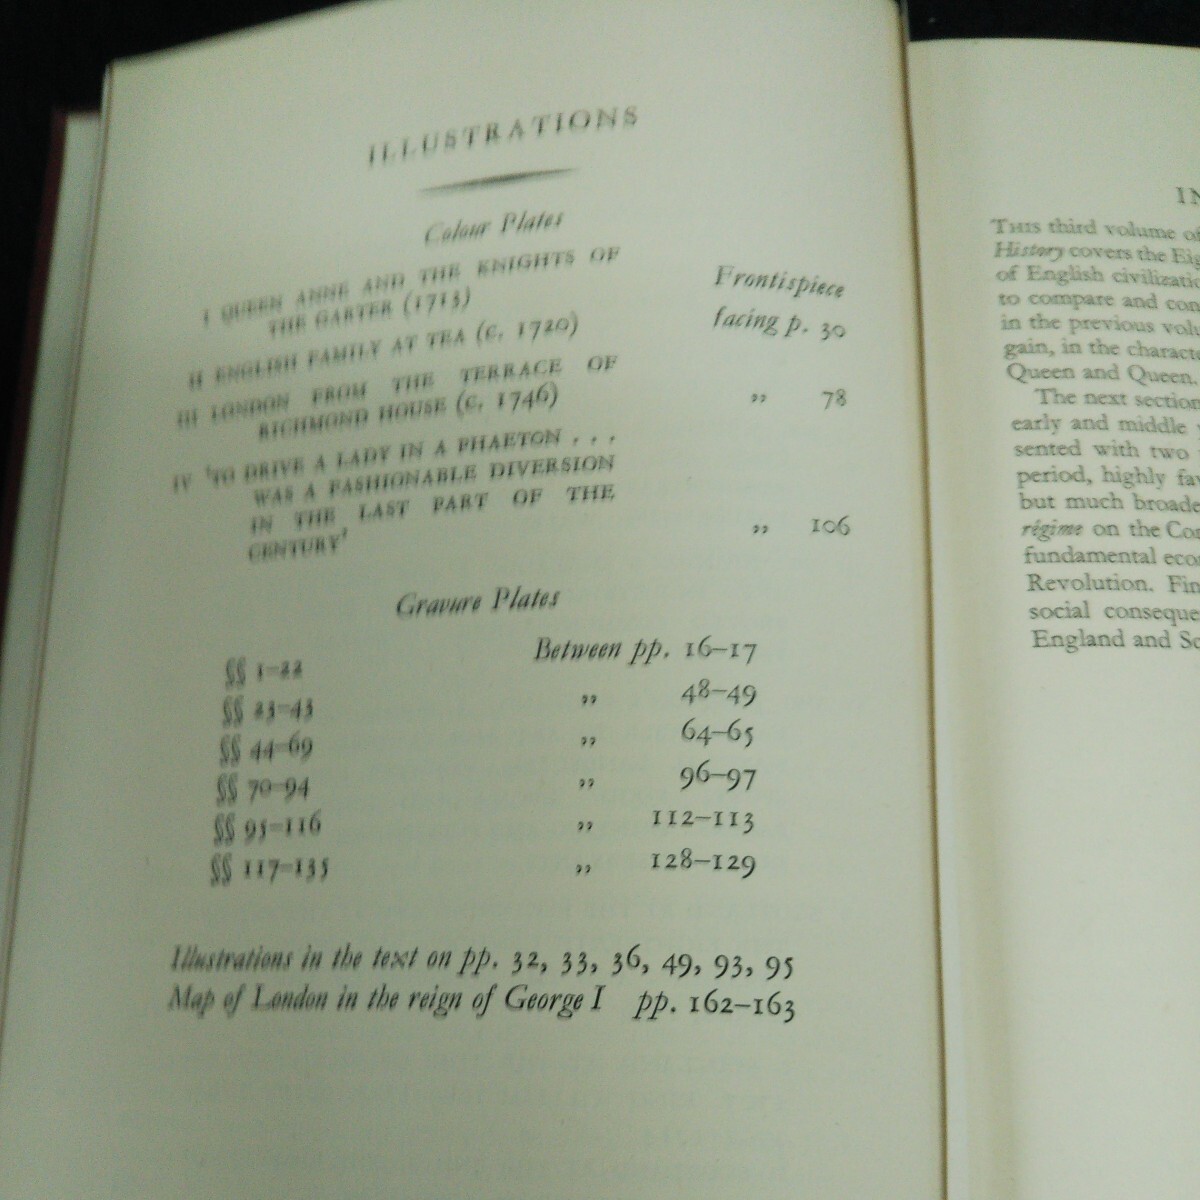 ILLUSTRATIONS
Colour Plates
I QUEEN ANNE AND THE KNIGHTS OF
THE GARTER (1713) Frontispiece
II ENGLISH FAMILY AT TEA (c. 1720) facing p. 30
III LONDON FROM THE TERRACE OF
RICHMOND HOUSE (c. 1746) ,, 78
IV 'TO DRIVE A LADY IN A PHAETON . . .
WAS A FASHIONABLE DIVERSION
IN THE LAST PART OF THE
CENTURY' ,, 106
Gravure Plates
§§ 1–22 Between pp. 16–17
§§ 23–43 ,, 48–49
§§ 44–69 ,, 64–65
§§ 70–94 ,, 96–97
§§ 95–116 ,, 112–113
§§ 117–135 ,, 128–129
Illustrations in the text on pp. 32, 33, 36, 49, 93, 95
Map of London in the reign of George I pp. 162–163
IN
THIS third volume of
History covers the Eig
of English civilizatio
to compare and con
in the previous volu
gain, in the characte
Queen and Queen.
The next section
early and middle
sented with two
period, highly fav
but much broade
régime on the Con
fundamental econ
Revolution. Fin
social conseque
England and Sc